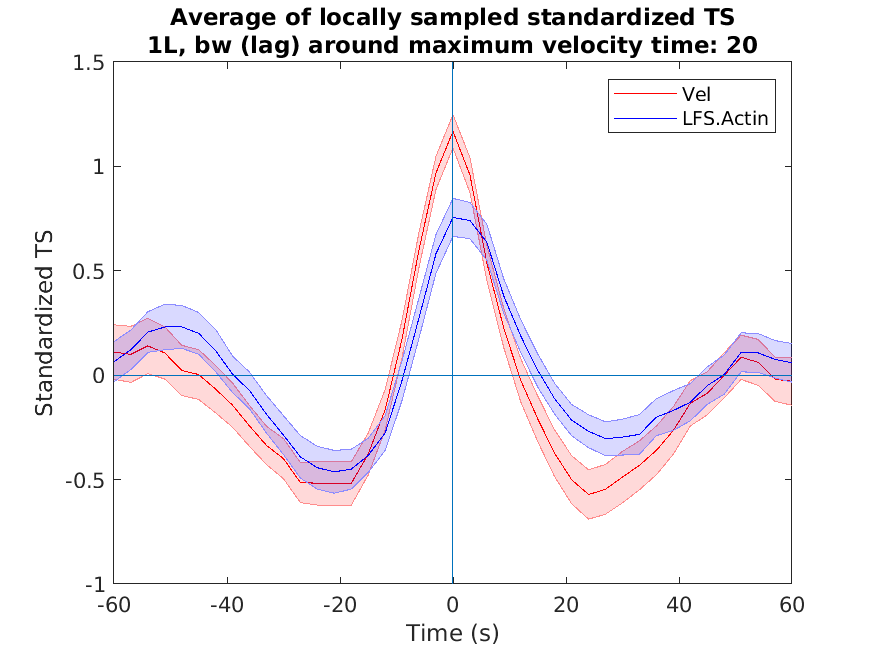 Average of locally sampled standardized TS
1L, bw (lag) around maximum velocity time: 20
1.5
Vel
LFS.Actin
1
0.5
0
-0.5
-1
Standardized TS
-60
-40
-20
0
20
40
60
Time (s)